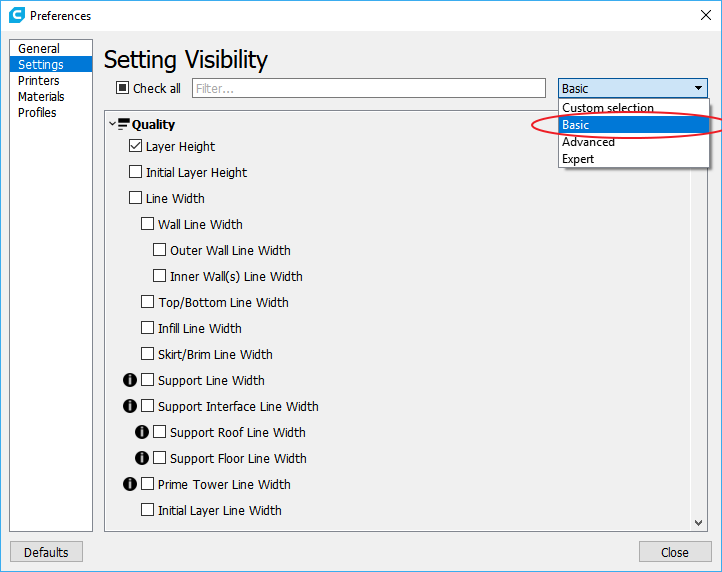 Preferences
General
Settings
Printers
Materials
Profiles
Setting Visibility
Check all
Filter...
Basic
Custom selection
Basic
Advanced
Expert
Quality
Layer Height
Initial Layer Height
Line Width
Wall Line Width
Outer Wall Line Width
Inner Wall(s) Line Width
Top/Bottom Line Width
Infill Line Width
Skirt/Brim Line Width
Support Line Width
Support Interface Line Width
Support Roof Line Width
Support Floor Line Width
Prime Tower Line Width
Initial Layer Line Width
Defaults
Close